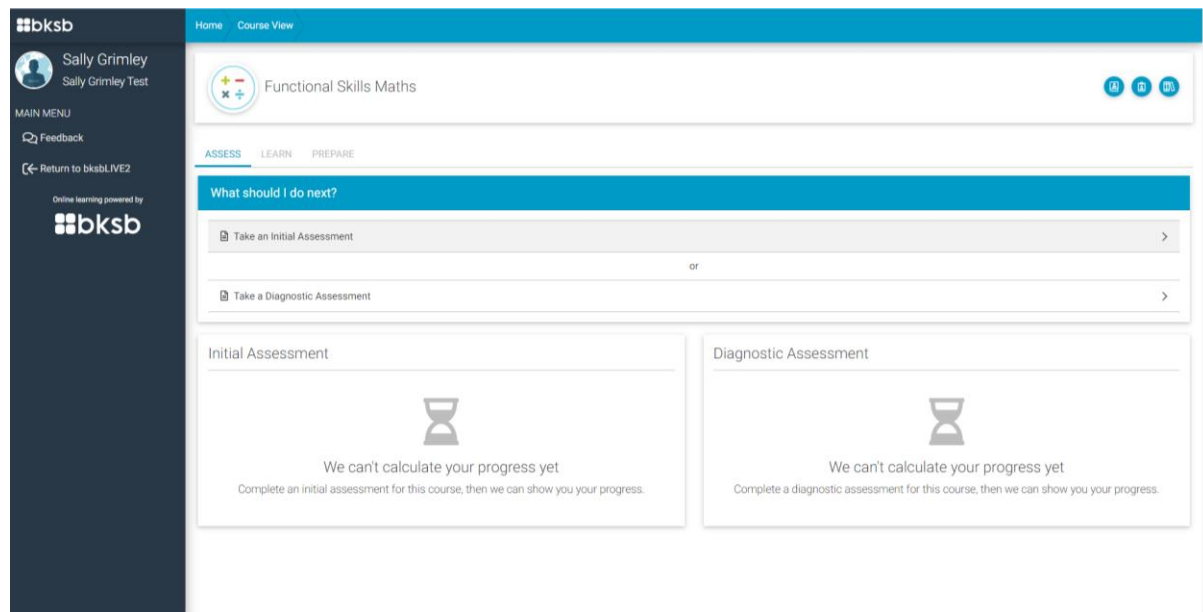 bksb
Home Course View
Sally Grimley
Sally Grimley Test
MAIN MENU
Feedback
Return to bksbLIVE2
Online learning powered by
bksb
Functional Skills Maths
ASSESS LEARN PREPARE
What should I do next?
Take an Initial Assessment
or
Take a Diagnostic Assessment
Initial Assessment
We can't calculate your progress yet
Complete an initial assessment for this course, then we can show you your progress.
Diagnostic Assessment
We can't calculate your progress yet
Complete a diagnostic assessment for this course, then we can show you your progress.